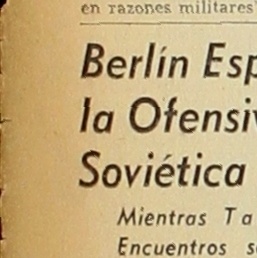 en razones militares
Berlín Esp
la Ofensiv
Soviética
Mientras Ta
Encuentros s